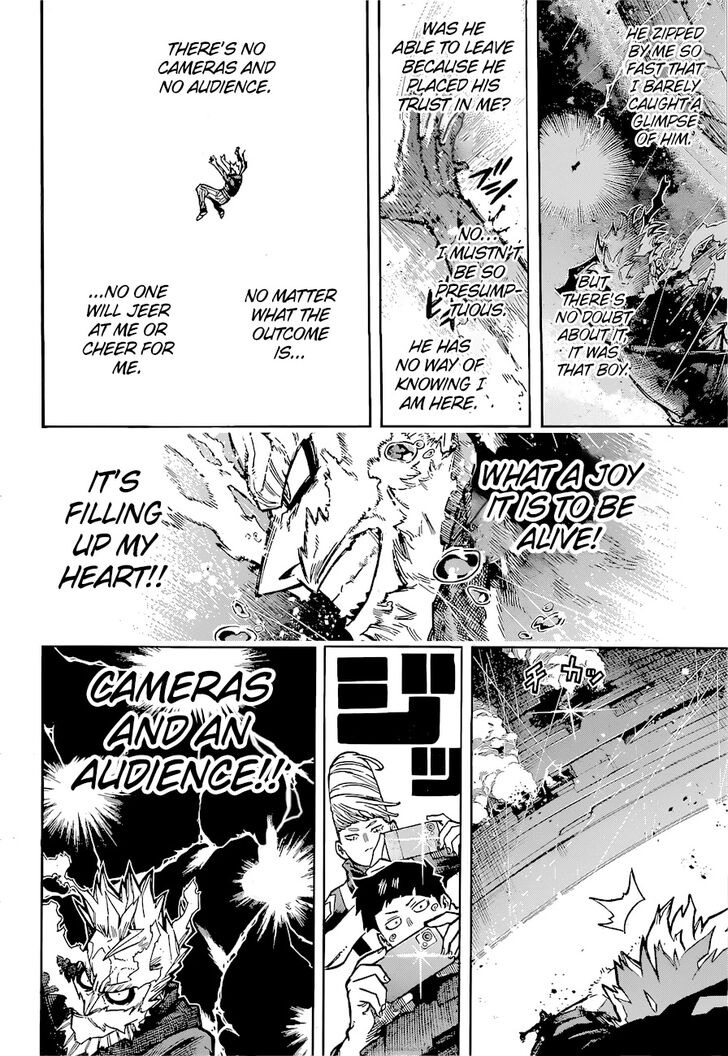 HE ZIPPED
BY ME SO
FAST THAT
I BARELY
CAUGHT A
GLIMPSE
OF HIM.
BUT
THERE'S
NO DOUBT
ABOUT IT,
IT WAS
THAT BOY.
WAS HE
ABLE TO LEAVE
BECAUSE HE
PLACED HIS
TRUST IN ME?
NO...
I MUSTN'T
BE SO
PRESUMP-
TUOUS.
HE HAS
NO WAY OF
KNOWING I
AM HERE.
THERE'S NO
CAMERAS AND
NO AUDIENCE.
NO MATTER
WHAT THE
OUTCOME
IS...
...NO ONE
WILL JEER
AT ME OR
CHEER FOR
ME.
WHAT A JOY
IT IS TO BE
ALIVE!
IT'S
FILLING
UP MY
HEART!!
カッ
ジッ
CAMERAS
AND AN
AUDIENCE!!